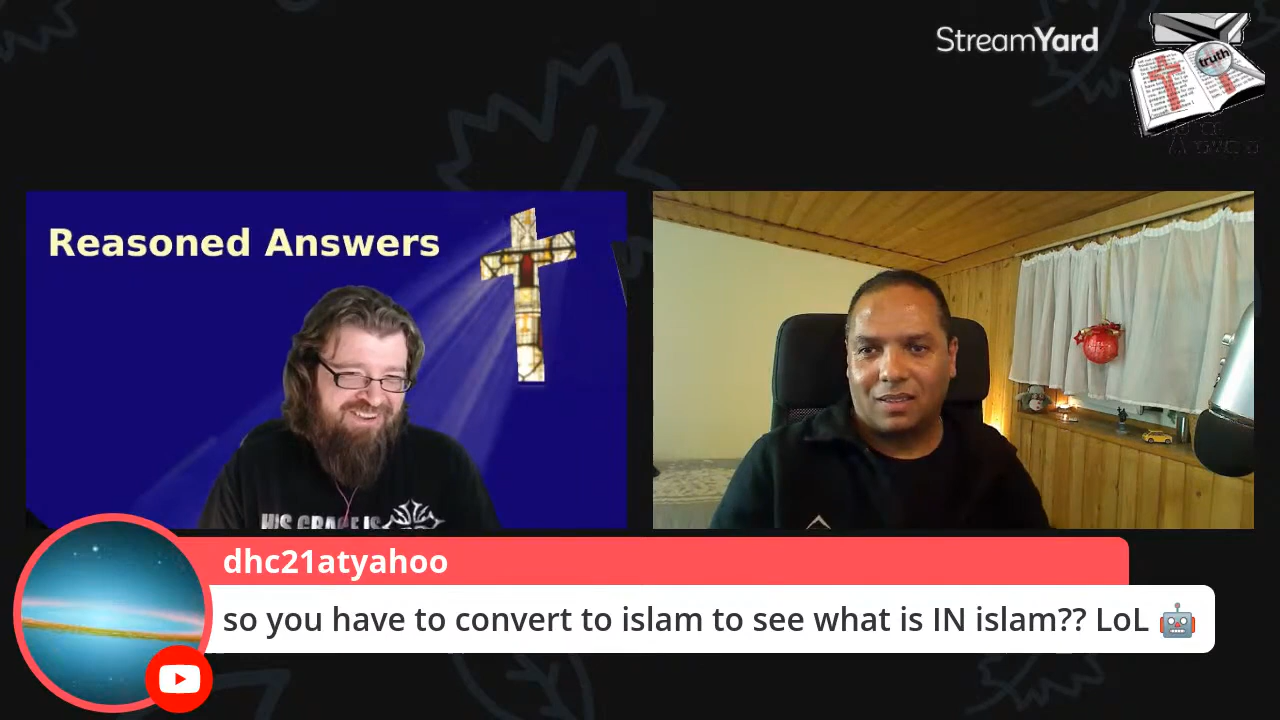 StreamYard
truth
Reasoned Answers
HIS GRACE IS
dhc21atyahoo
so you have to convert to islam to see what is IN islam?? LoL 🤖